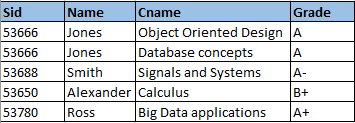 Sid Name Cname Grade
53666 Jones Object Oriented Design A
53666 Jones Database concepts A
53688 Smith Signals and Systems A-
53650 Alexander Calculus B+
53780 Ross Big Data applications A+